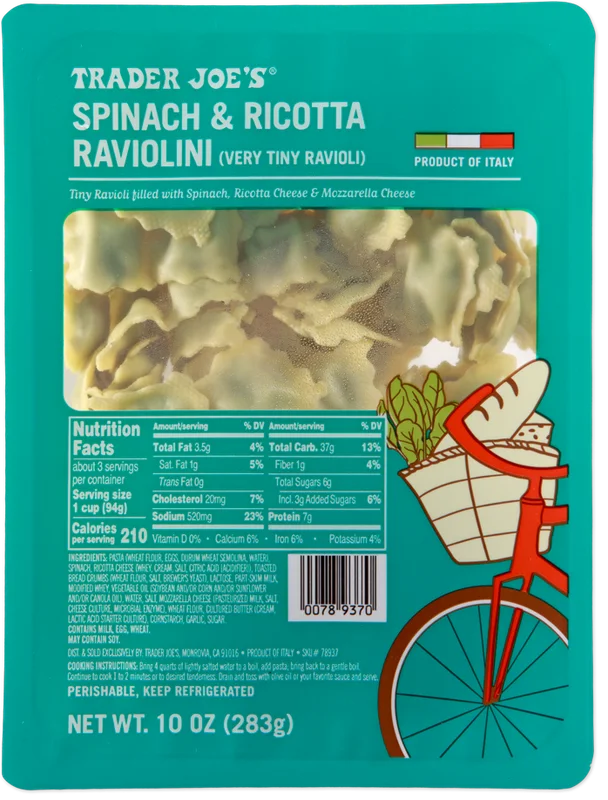 TRADER JOE'S®
SPINACH & RICOTTA
RAVIOLINI (VERY TINY RAVIOLI)
PRODUCT OF ITALY
Tiny Ravioli filled with Spinach, Ricotta Cheese & Mozzarella Cheese
Nutrition
Facts
about 3 servings
per container
Serving size
1 cup (94g)
Calories
per serving 210
Amount/serving % DV
Total Fat 3.5g 4%
Sat. Fat 1g 5%
Trans Fat 0g
Cholesterol 20mg 7%
Sodium 520mg 23%
Amount/serving % DV
Total Carb. 37g 13%
Fiber 1g 4%
Total Sugars 6g
Incl. 3g Added Sugars 6%
Protein 7g
Vitamin D 0% • Calcium 6% • Iron 6% • Potassium 4%
INGREDIENTS: PASTA (WHEAT FLOUR, EGGS, DURUM WHEAT SEMOLINA, WATER),
SPINACH, RICOTTA CHEESE (WHEY, CREAM, SALT, CITRIC ACID [ACIDIFIER]), TOASTED
BREAD CRUMBS (WHEAT FLOUR, SALT, BREWER'S YEAST), LACTOSE, PART-SKIM MILK,
MODIFIED WHEY, VEGETABLE OIL (SOYBEAN AND/OR CORN AND/OR SUNFLOWER
AND/OR CANOLA OIL), WATER, SALT, MOZZARELLA CHEESE (PASTEURIZED MILK, SALT,
CHEESE CULTURE, MICROBIAL ENZYME), WHEAT FLOUR, CULTURED BUTTER (CREAM,
LACTIC ACID STARTER CULTURE), CORNSTARCH, GARLIC, SUGAR.
CONTAINS MILK, EGG, WHEAT.
MAY CONTAIN SOY.
0078 9370
DIST. & SOLD EXCLUSIVELY BY: TRADER JOE'S, MONROVIA, CA 91016 • PRODUCT OF ITALY • SKU# 78937
COOKING INSTRUCTIONS: Bring 4 quarts of lightly salted water to a boil, add pasta; bring back to a gentle boil.
Continue to cook 1 to 2 minutes or to desired tenderness. Drain and toss with olive oil or your favorite sauce and serve.
PERISHABLE, KEEP REFRIGERATED
NET WT. 10 OZ (283g)